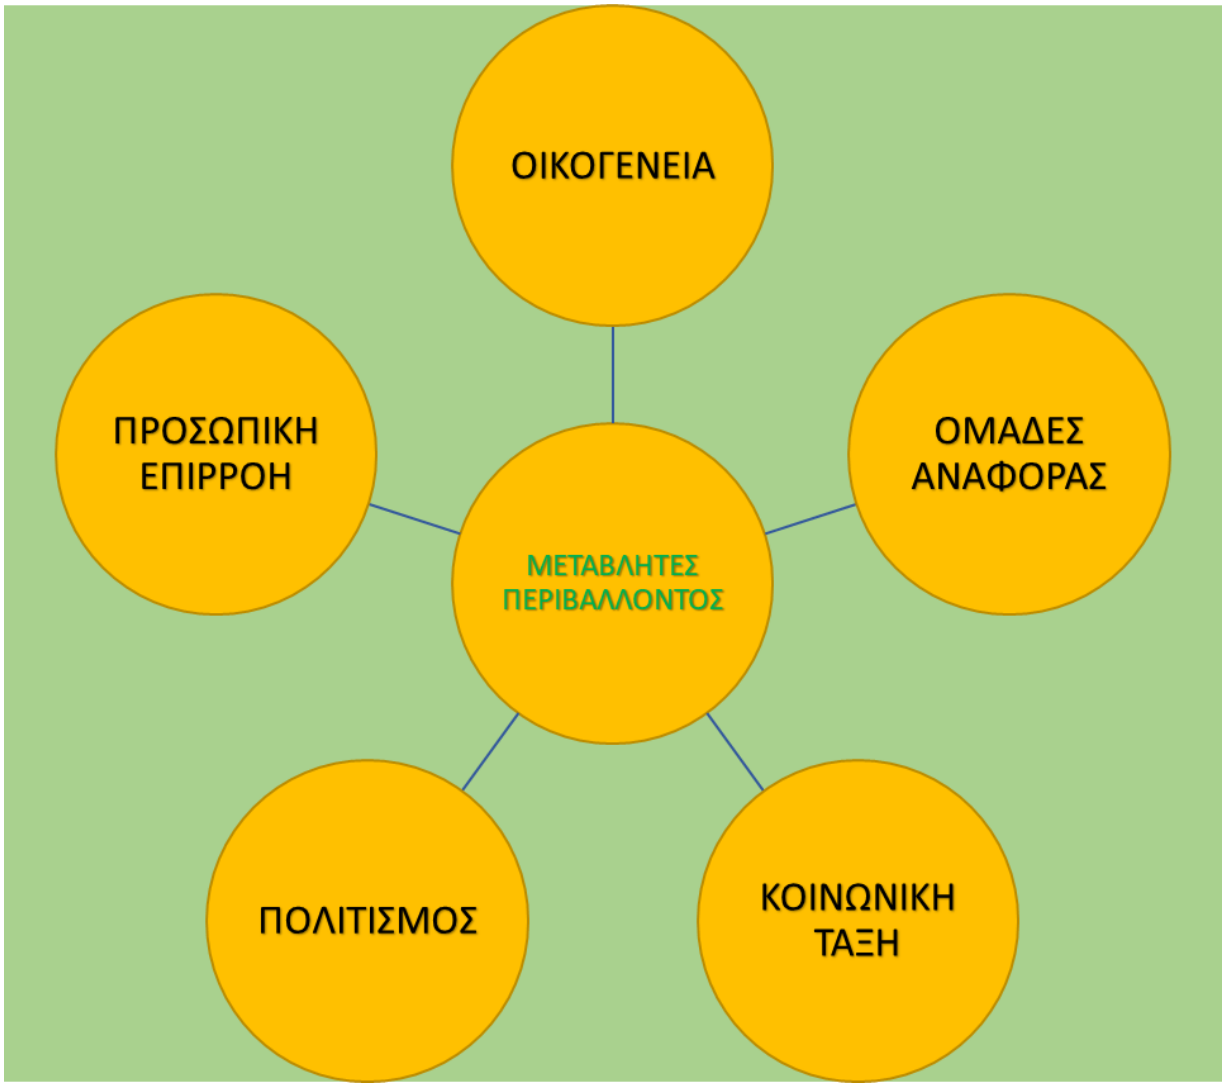 ΟΙΚΟΓΕΝΕΙΑ
ΠΡΟΣΩΠΙΚΗ
ΕΠΙΡΡΟΗ
ΟΜΑΔΕΣ
ΑΝΑΦΟΡΑΣ
ΜΕΤΑΒΛΗΤΕΣ
ΠΕΡΙΒΑΛΛΟΝΤΟΣ
ΠΟΛΙΤΙΣΜΟΣ
ΚΟΙΝΩΝΙΚΗ
ΤΑΞΗ